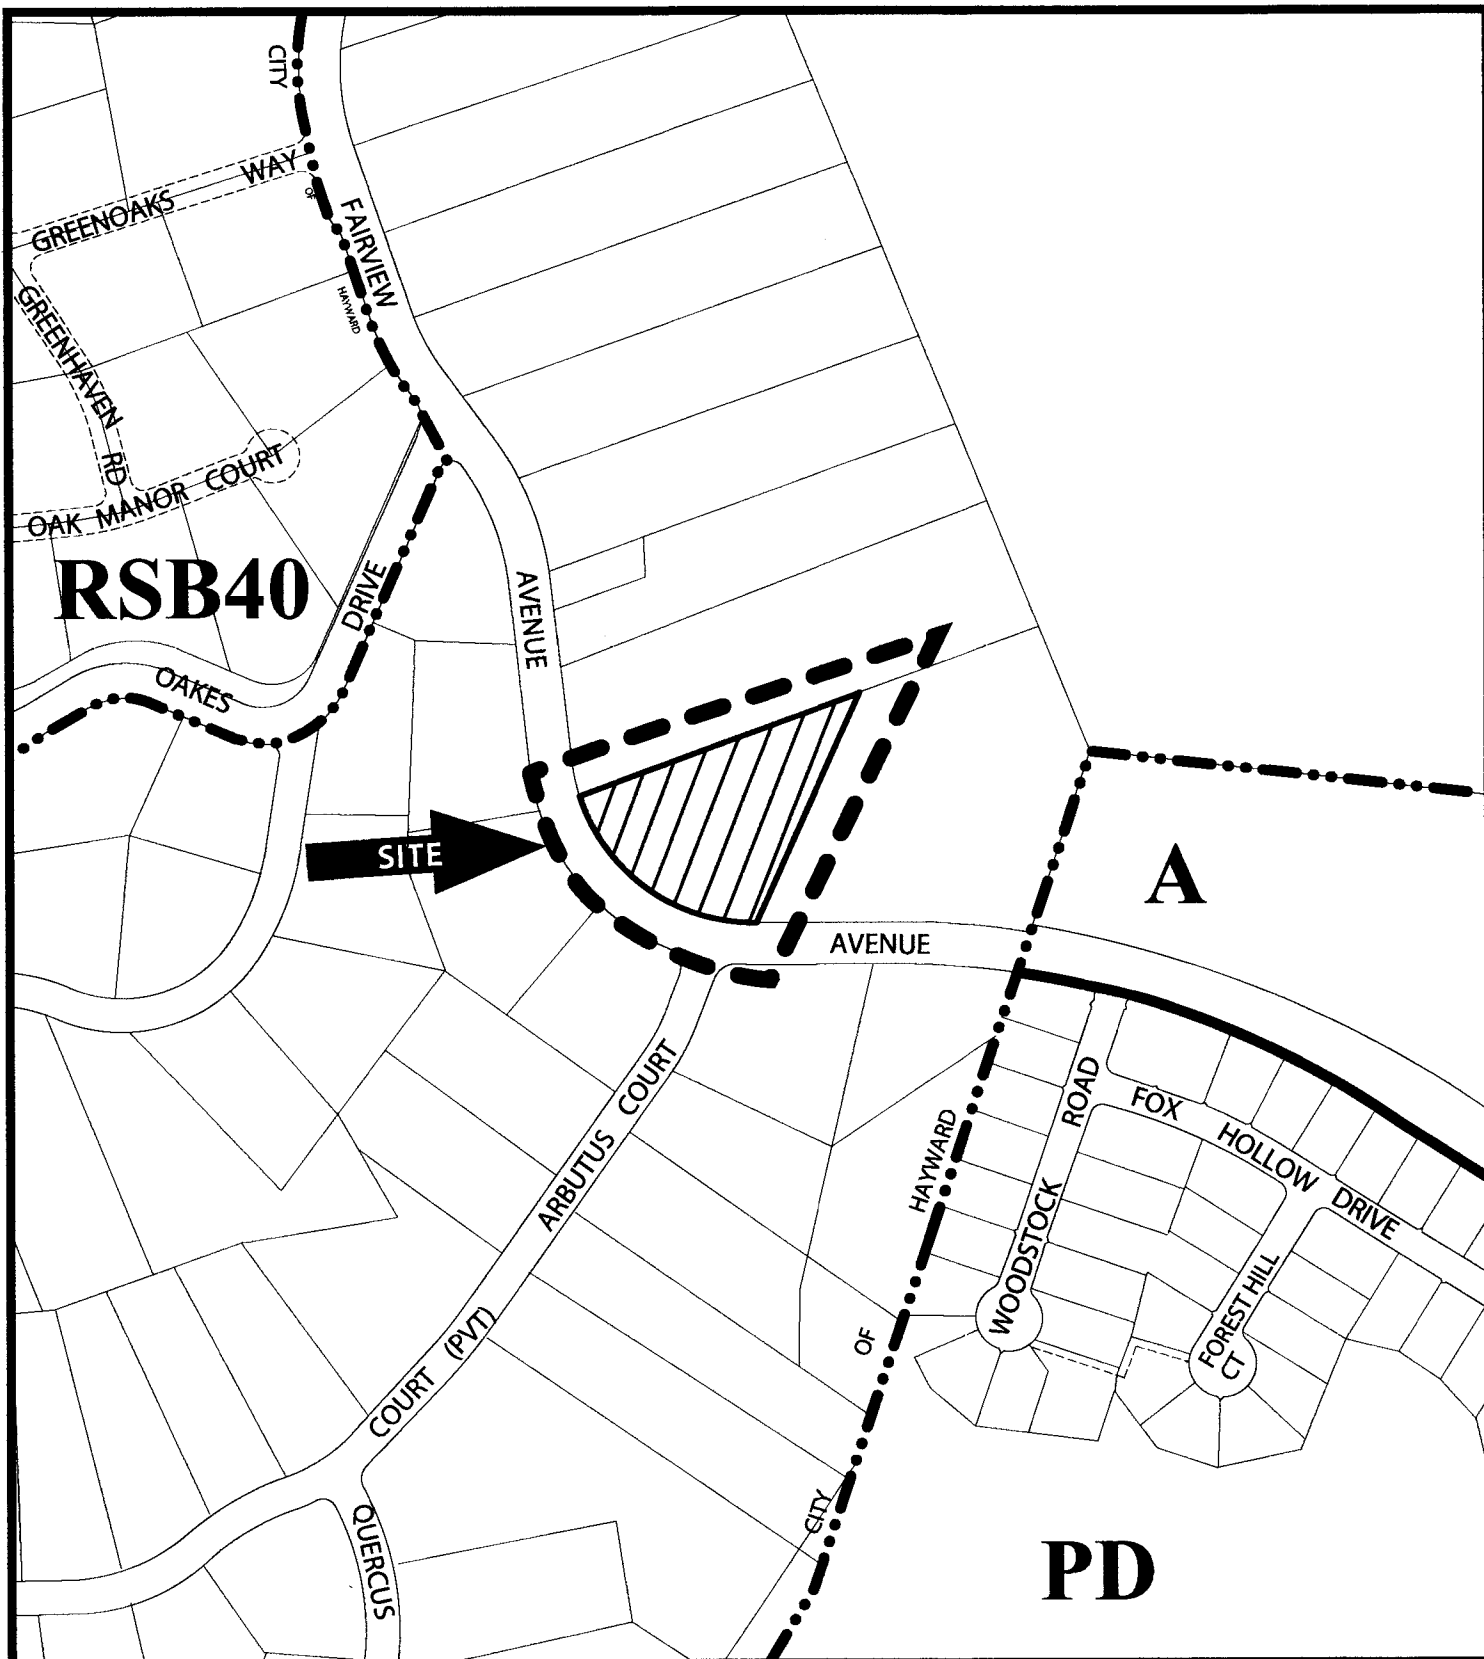 CITY
OF
HAYWARD
GREENOAKS WAY
FAIRVIEW
GREENHAVEN RD
OAK MANOR COURT
RSB40
DRIVE
AVENUE
OAKES
SITE
A
AVENUE
ARBUTUS COURT
ROAD
FOX HOLLOW DRIVE
HAYWARD
WOODSTOCK
FOREST HILL
CT
OF
COURT (PVT)
CITY
QUERCUS
PD